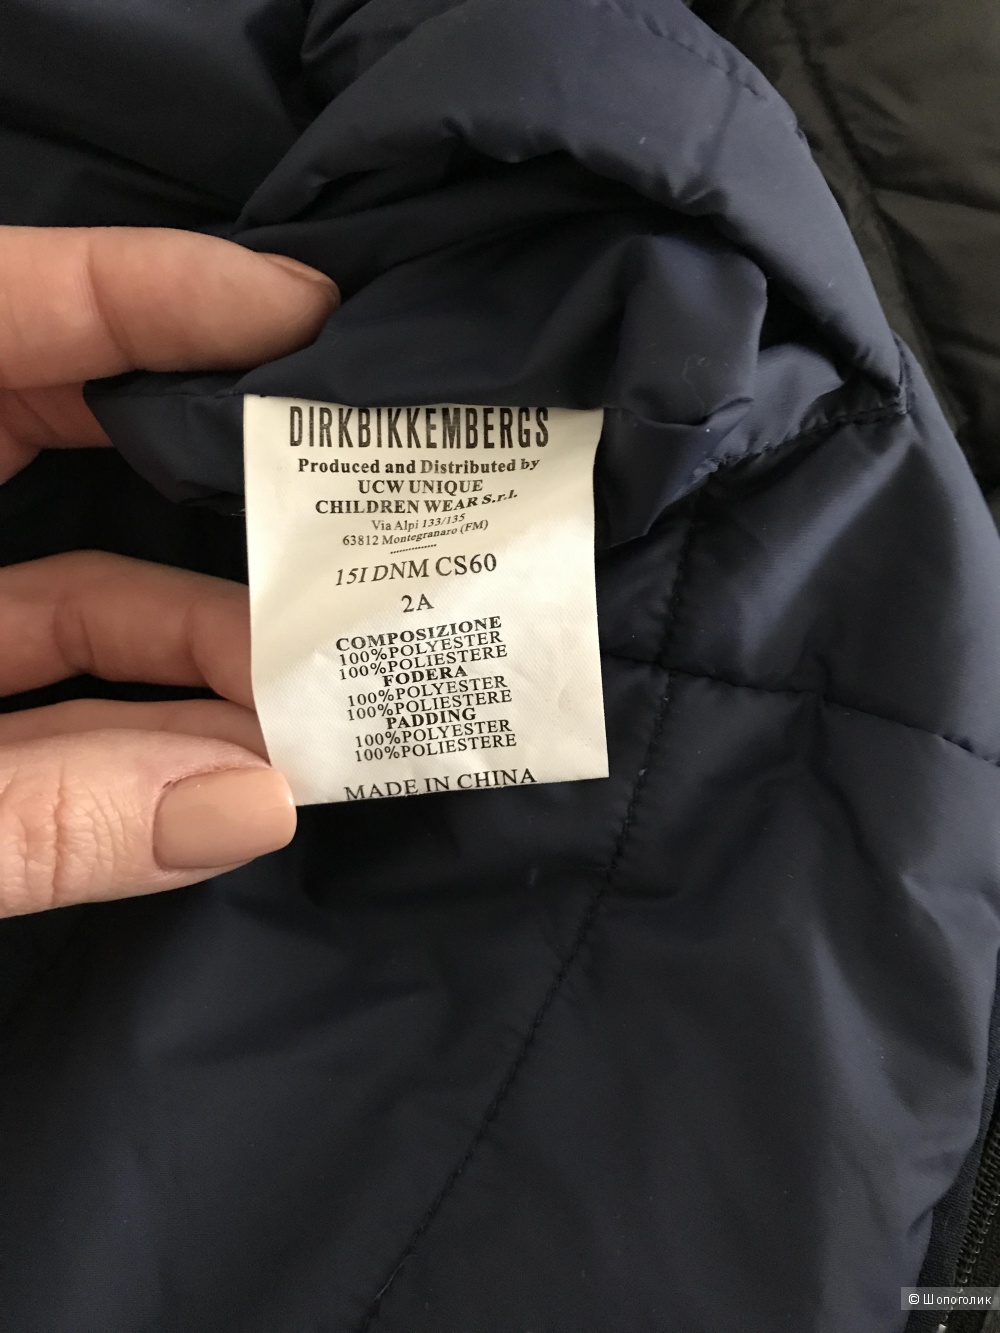 DIRKBIKKEMBERGS
Produced and Distributed by
UCW UNIQUE
CHILDREN WEAR S.r.l.
Via Alpi 133/135
63812 Montegranaro (FM)
15I DNM CS60
2A
COMPOSIZIONE
100%POLYESTER
100%POLIESTERE
FODERA
100%POLYESTER
100%POLIESTERE
PADDING
100%POLYESTER
100%POLIESTERE
MADE IN CHINA
© Шопоголик